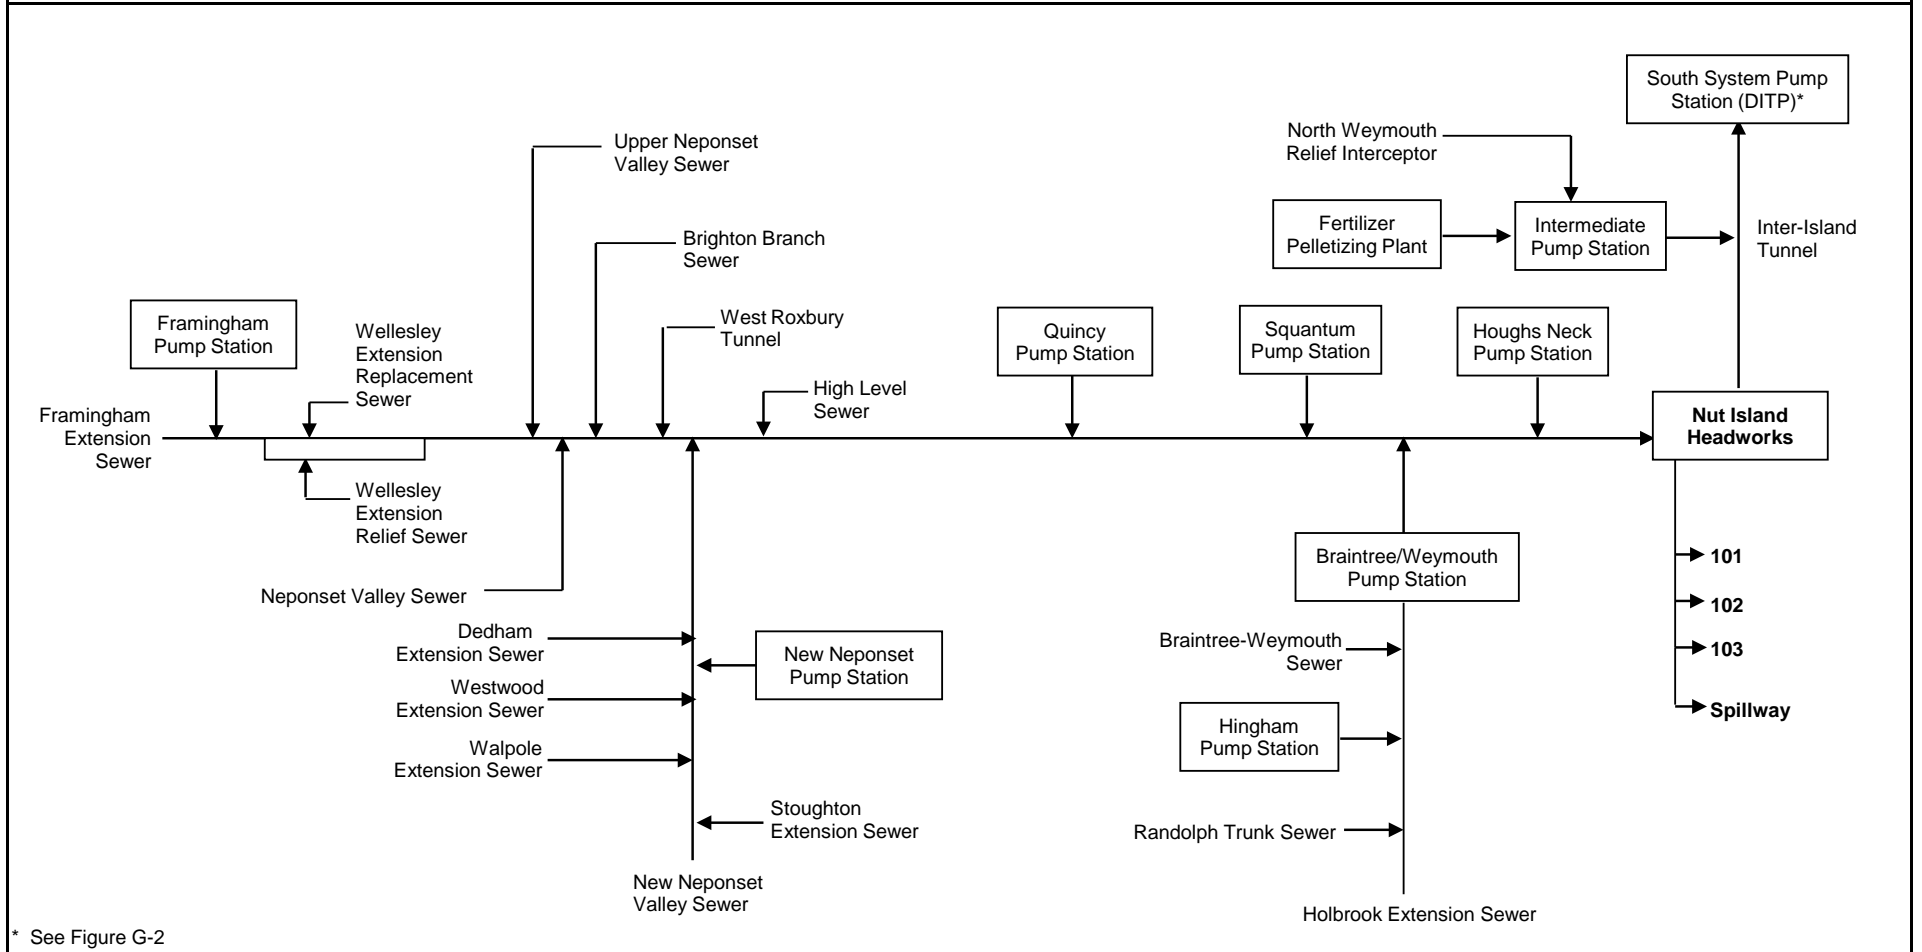 South System Pump
Station (DITP)*
North Weymouth
Relief Interceptor
Upper Neponset
Valley Sewer
Fertilizer
Pelletizing Plant
Intermediate
Pump Station
Inter-Island
Tunnel
Brighton Branch
Sewer
Framingham
Pump Station
Wellesley
Extension
Replacement
Sewer
West Roxbury
Tunnel
High Level
Sewer
Quincy
Pump Station
Squantum
Pump Station
Houghs Neck
Pump Station
Framingham
Extension
Sewer
Nut Island
Headworks
Wellesley
Extension
Relief Sewer
Neponset Valley Sewer
Dedham
Extension Sewer
New Neponset
Pump Station
Westwood
Extension Sewer
Walpole
Extension Sewer
Stoughton
Extension Sewer
New Neponset
Valley Sewer
Braintree/Weymouth
Pump Station
Braintree-Weymouth
Sewer
Hingham
Pump Station
Randolph Trunk Sewer
Holbrook Extension Sewer
101
102
103
Spillway
* See Figure G-2